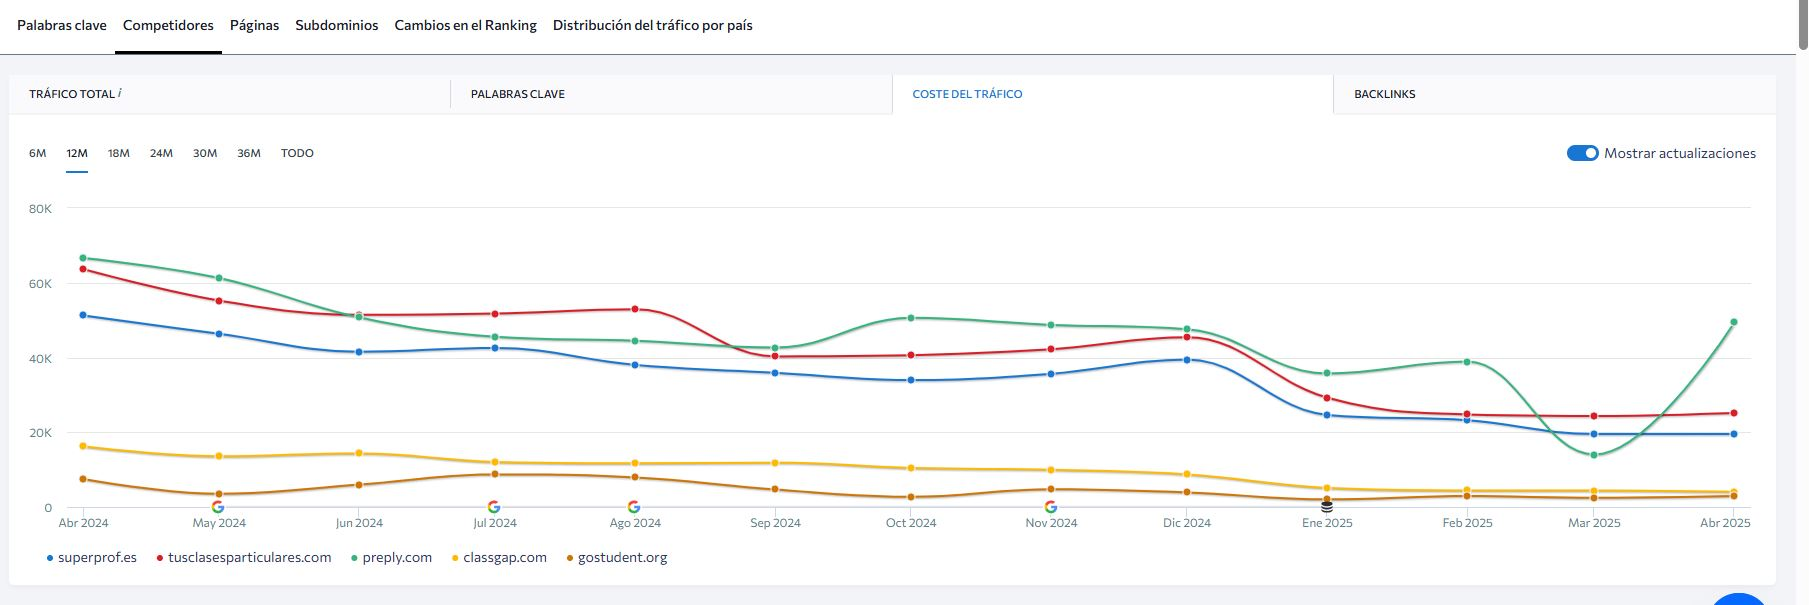 Palabras clave Competidores Páginas Subdominios Cambios en el Ranking Distribución del tráfico por país
TRÁFICO TOTAL i PALABRAS CLAVE COSTE DEL TRÁFICO BACKLINKS
6M 12M 18M 24M 30M 36M TODO Mostrar actualizaciones
80K
60K
40K
20K
0
Abr 2024 May 2024 Jun 2024 Jul 2024 Ago 2024 Sep 2024 Oct 2024 Nov 2024 Dic 2024 Ene 2025 Feb 2025 Mar 2025 Abr 2025
superprof.es tusclasesparticulares.com preply.com classgap.com gostudent.org